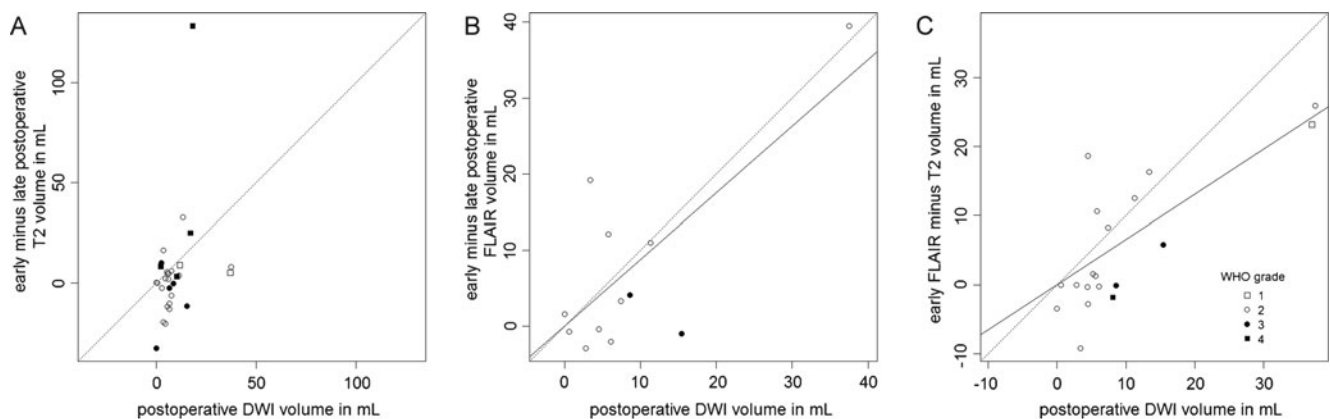 A
early minus late postoperative
T2 volume in mL
100
50
0
0
50
100
postoperative DWI volume in mL
B
early minus late postoperative
FLAIR volume in mL
40
30
20
10
0
0
10
20
30
40
postoperative DWI volume in mL
C
early FLAIR minus T2 volume in mL
30
20
10
0
-10
-10
0
10
20
30
postoperative DWI volume in mL
WHO grade
1
2
3
4